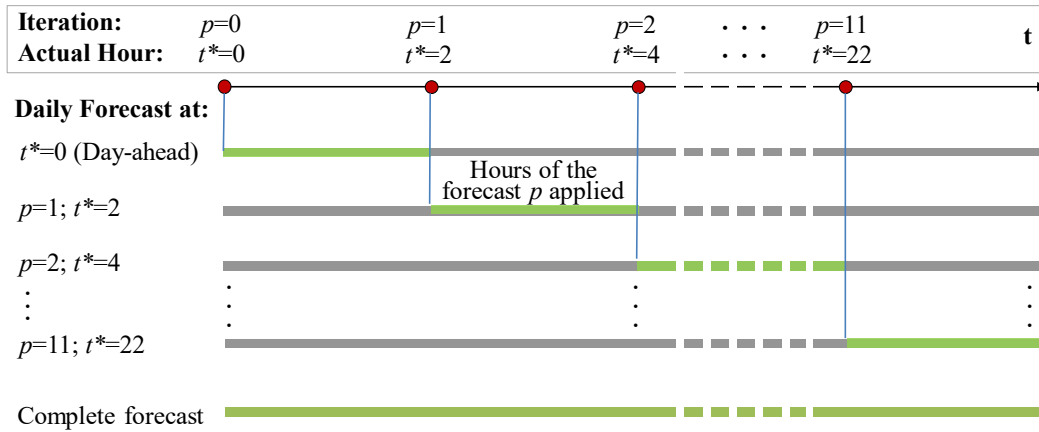 Iteration: p=0 p=1 p=2 . . . p=11
Actual Hour: t*=0 t*=2 t*=4 . . . t*=22 t
Daily Forecast at:
t*=0 (Day-ahead)
Hours of the
forecast p applied
p=1; t*=2
p=2; t*=4
p=11; t*=22
Complete forecast